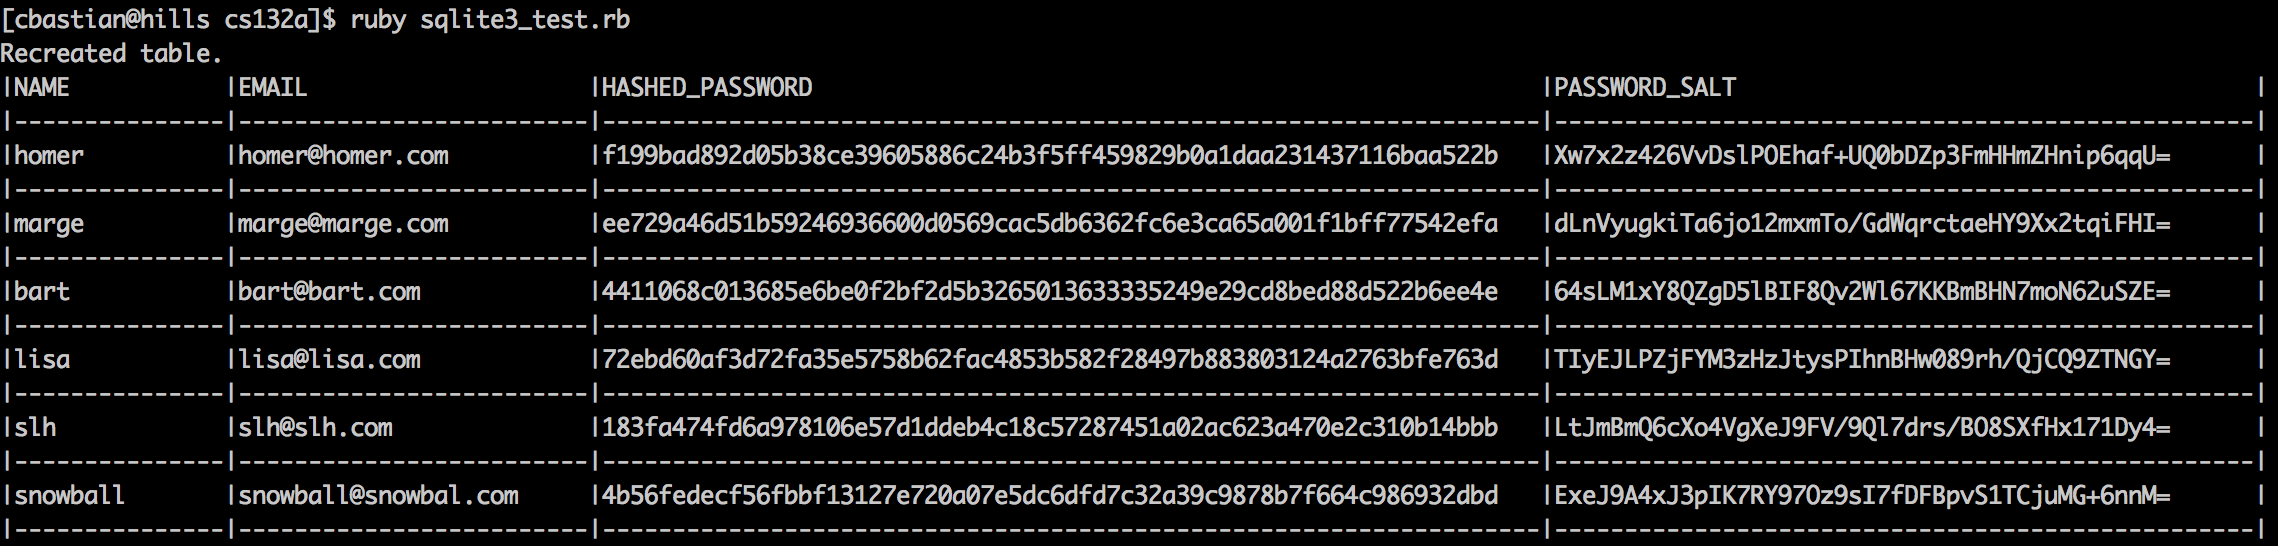 [cbastian@hills cs132a]$ ruby sqlite3_test.rb
Recreated table.
|NAME           |EMAIL                    |HASHED_PASSWORD                                                    |PASSWORD_SALT                                     |
|---------------|-------------------------|-------------------------------------------------------------------|--------------------------------------------------|
|homer          |homer@homer.com          |f199bad892d05b38ce39605886c24b3f5ff459829b0a1daa231437116baa522b   |Xw7x2z426VvDslPOEhaf+UQ0bDZp3FmHHmZHnip6qqU=      |
|---------------|-------------------------|-------------------------------------------------------------------|--------------------------------------------------|
|marge          |marge@marge.com          |ee729a46d51b59246936600d0569cac5db6362fc6e3ca65a001f1bff77542efa   |dLnVyugkiTa6jo12mxmTo/GdWqrctaeHY9Xx2tqiFHI=      |
|---------------|-------------------------|-------------------------------------------------------------------|--------------------------------------------------|
|bart           |bart@bart.com            |4411068c013685e6be0f2bf2d5b3265013633335249e29cd8bed88d522b6ee4e   |64sLM1xY8QZgD5lBIF8Qv2Wl67KKBmBHN7moN62uSZE=      |
|---------------|-------------------------|-------------------------------------------------------------------|--------------------------------------------------|
|lisa           |lisa@lisa.com            |72ebd60af3d72fa35e5758b62fac4853b582f28497b883803124a2763bfe763d   |TIyEJLPZjFYM3zHzJtysPIhnBHw089rh/QjCQ9ZTNGY=      |
|---------------|-------------------------|-------------------------------------------------------------------|--------------------------------------------------|
|slh            |slh@slh.com              |183fa474fd6a978106e57d1ddeb4c18c57287451a02ac623a470e2c310b14bbb   |LtJmBmQ6cXo4VgXeJ9FV/9Ql7drs/BO8SXfHx171Dy4=      |
|---------------|-------------------------|-------------------------------------------------------------------|--------------------------------------------------|
|snowball       |snowball@snowbal.com     |4b56fedecf56fbbf13127e720a07e5dc6dfd7c32a39c9878b7f664c986932dbd   |ExeJ9A4xJ3pIK7RY97Oz9sI7fDFBpvS1TCjuMG+6nnM=      |
|---------------|-------------------------|-------------------------------------------------------------------|--------------------------------------------------|